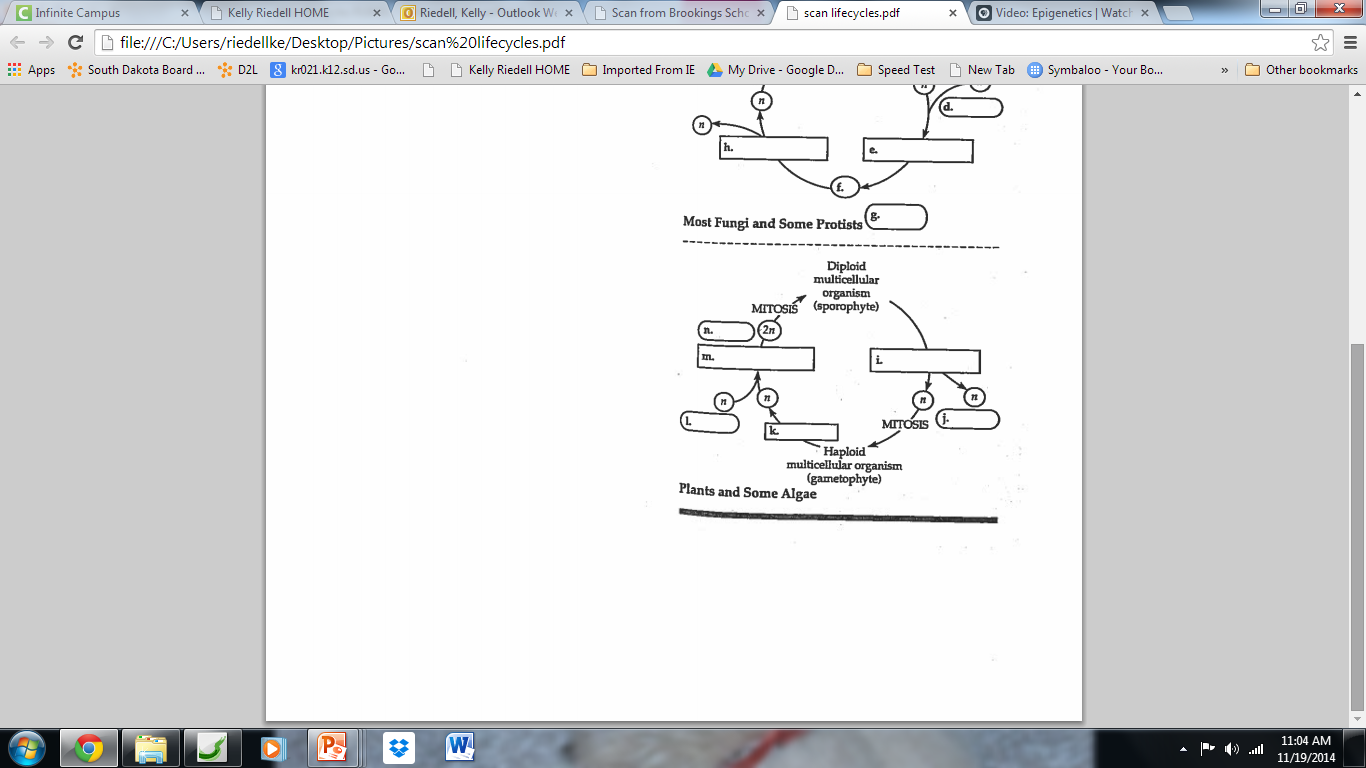 Infinite Campus
Kelly Riedell HOME
Riedell, Kelly - Outlook We
Scan from Brookings Scho
scan lifecycles.pdf
Video: Epigenetics | Watch
file:///C:/Users/riedellke/Desktop/Pictures/scan%20lifecycles.pdf
Apps
South Dakota Board ...
D2L
kr021.k12.sd.us - Go...
Kelly Riedell HOME
Imported From IE
My Drive - Google D...
Speed Test
New Tab
Symbaloo - Your Bo...
»
Other bookmarks
n
n
d.
n
h.
e.
f.
g.
Most Fungi and Some Protists
Diploid
multicellular
organism
(sporophyte)
MITOSIS
n.
2n
m.
i.
n
n
n
n
l.
k.
MITOSIS
j.
Haploid
multicellular organism
(gametophyte)
Plants and Some Algae
11:04 AM
11/19/2014